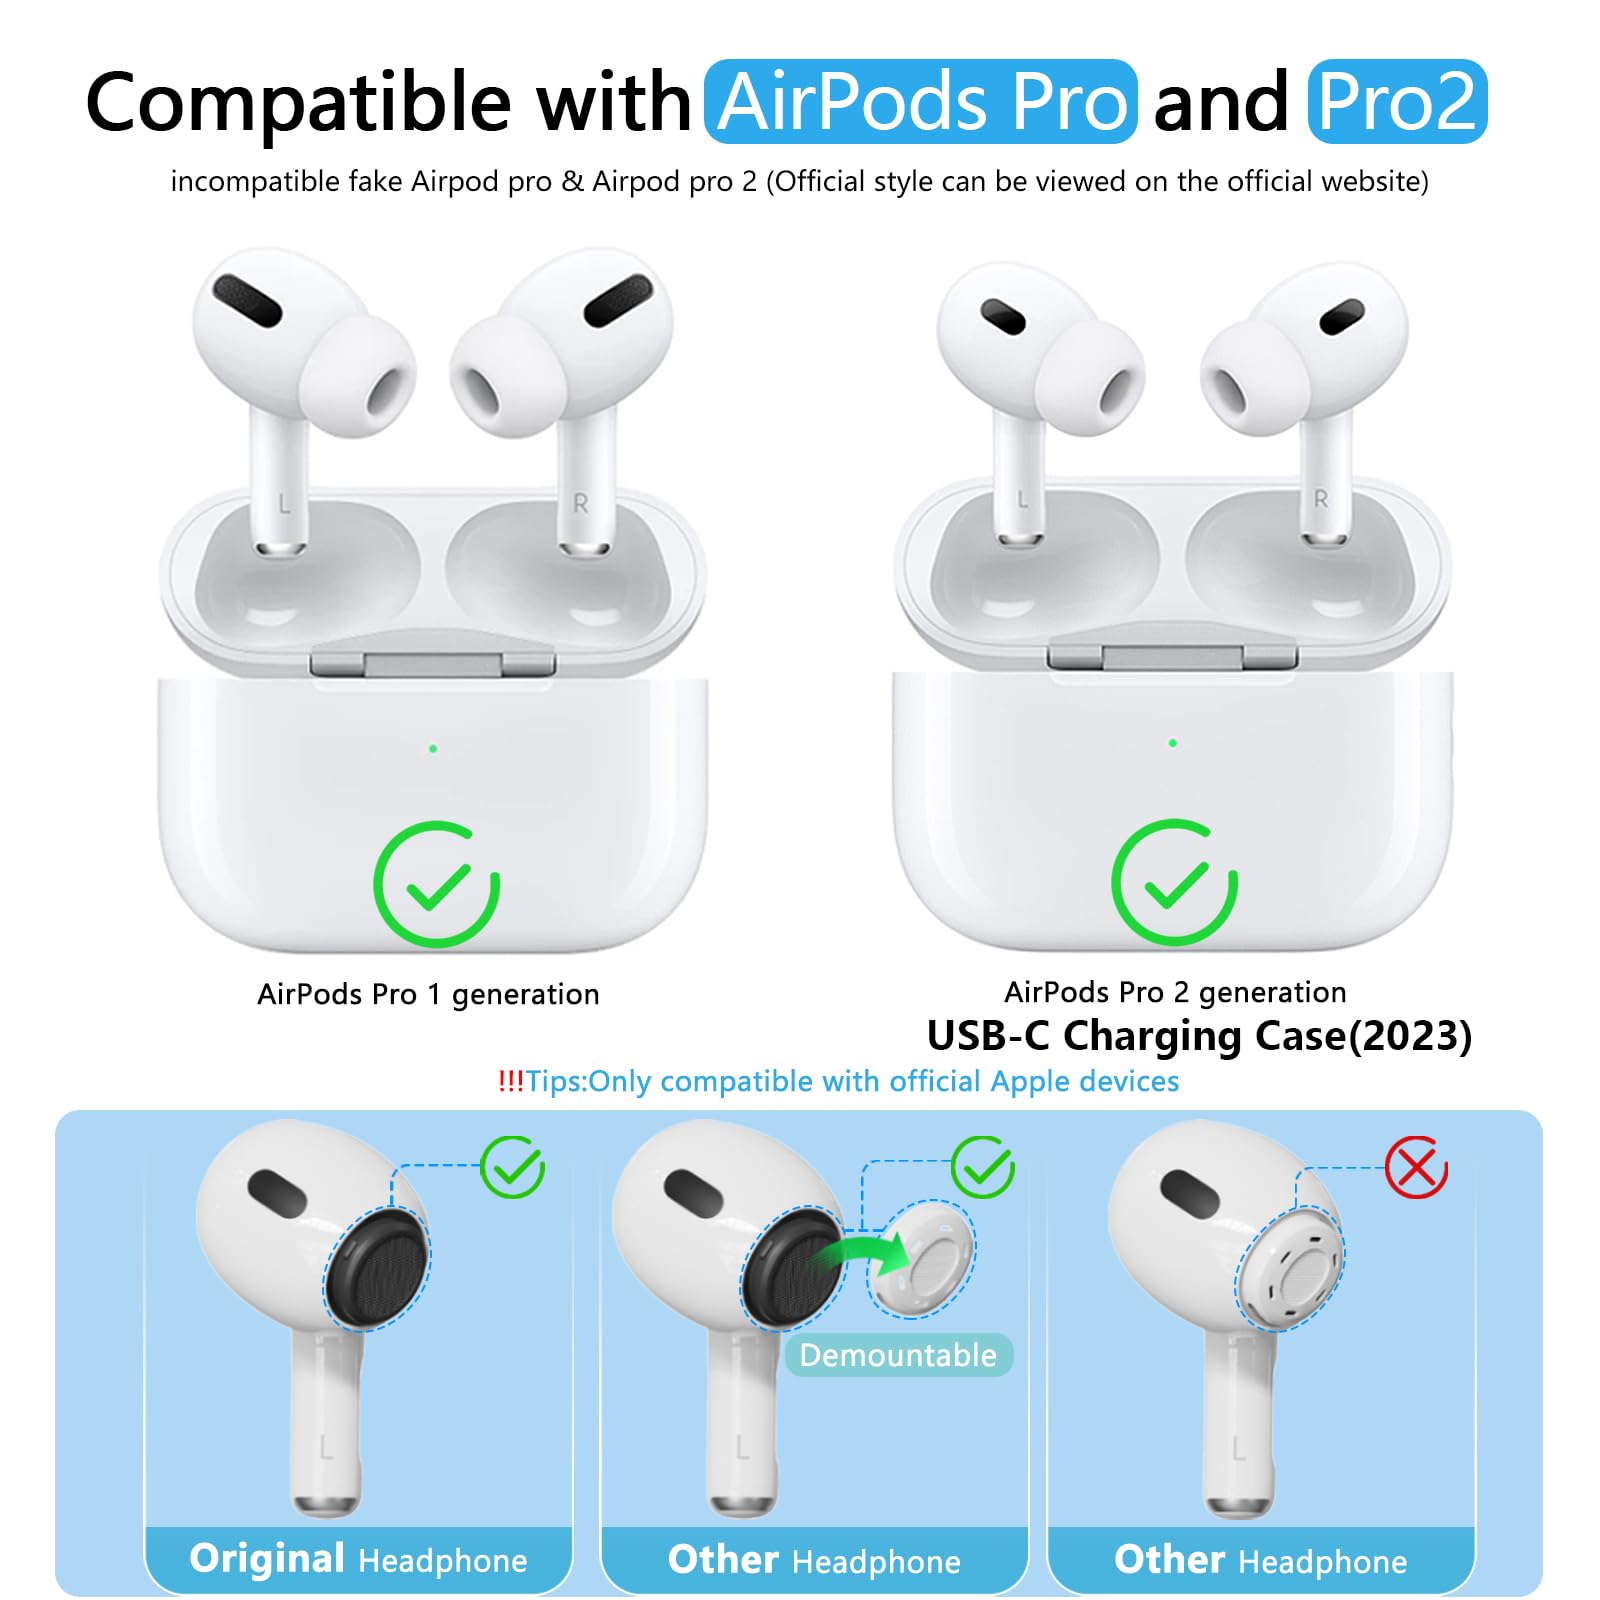 Compatible with AirPods Pro and Pro2
incompatible fake Airpod pro & Airpod pro 2 (Official style can be viewed on the official website)
L
R
L
R
AirPods Pro 1 generation
AirPods Pro 2 generation
USB-C Charging Case(2023)
!!!Tips:Only compatible with official Apple devices
Demountable
L
L
L
Original Headphone
Other Headphone
Other Headphone